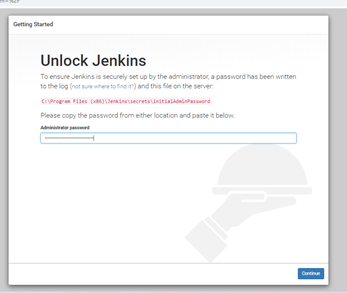 Getting Started
Unlock Jenkins
To ensure Jenkins is securely set up by the administrator, a password has been written
to the log (not sure where to find it?) and this file on the server:
C:\Program Files (x86)\Jenkins\secrets\initialAdminPassword
Please copy the password from either location and paste it below.
Administrator password
Continue